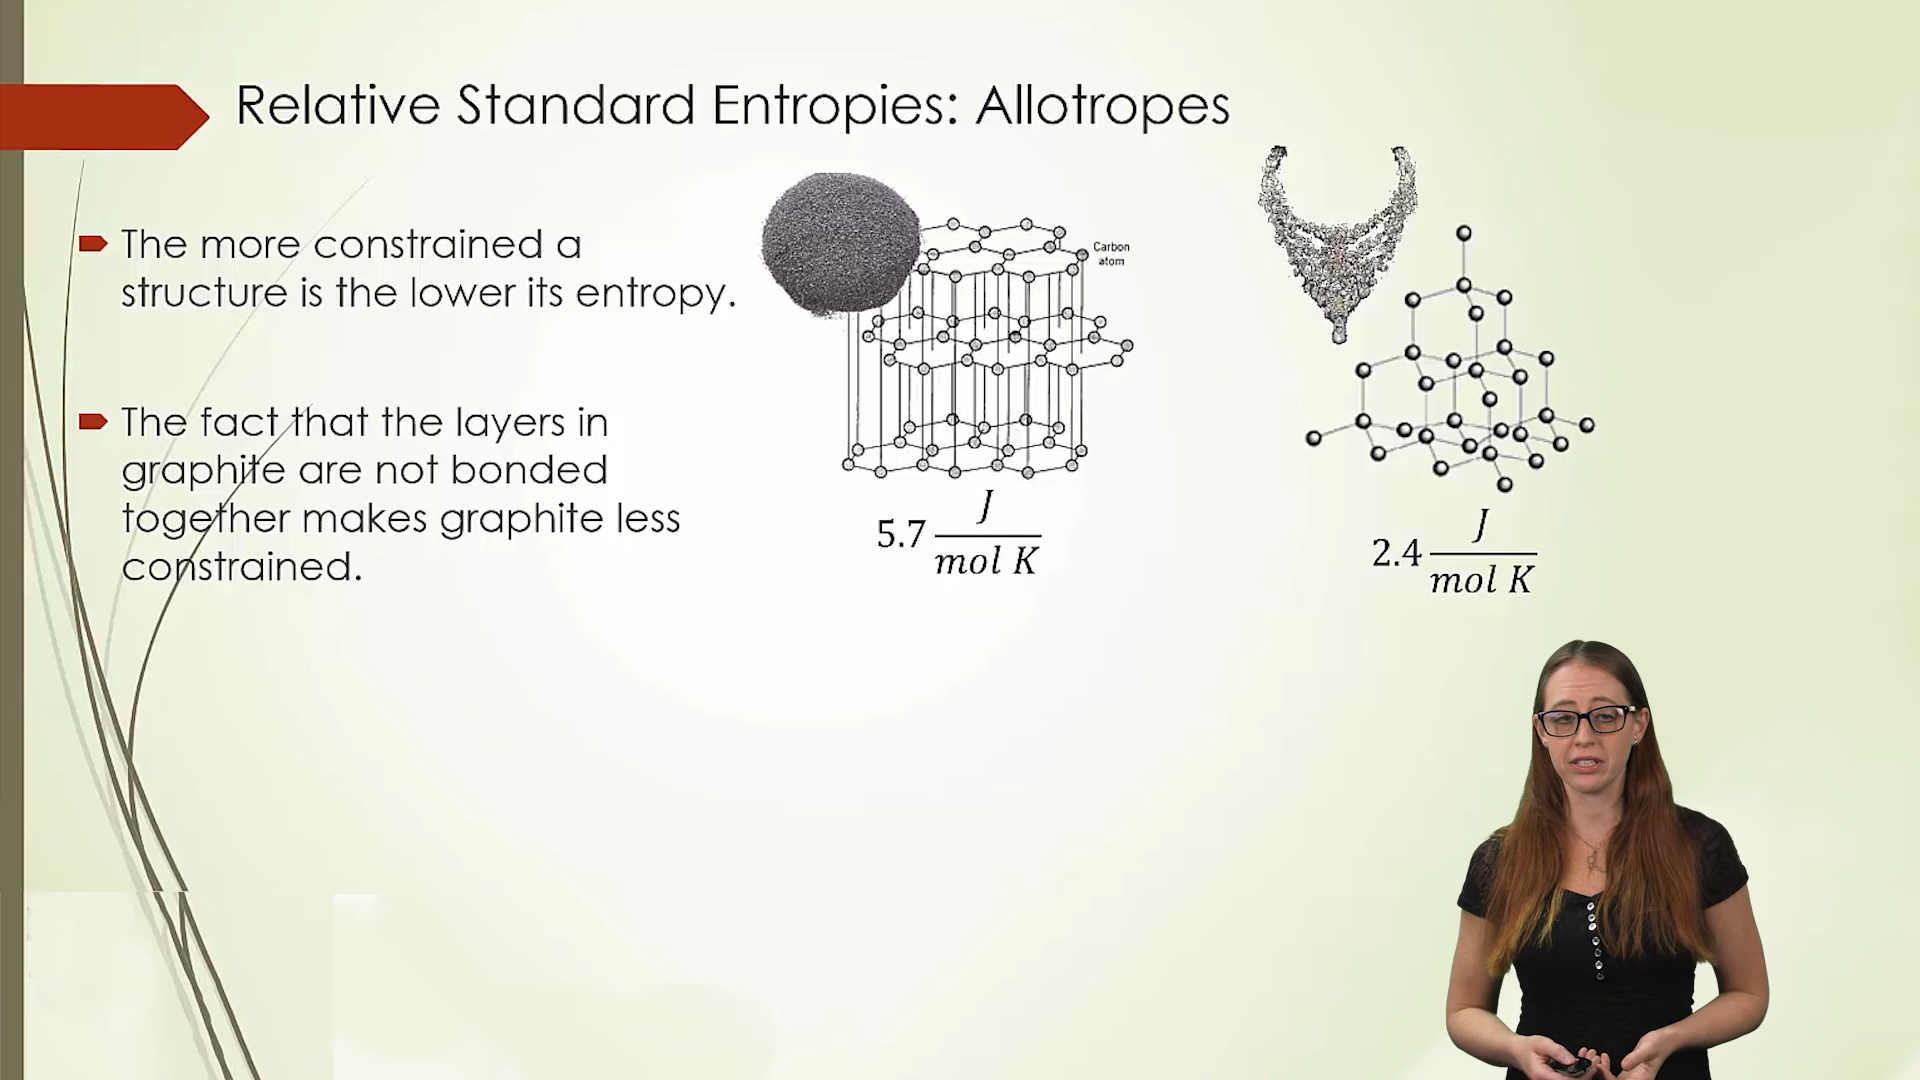 Relative Standard Entropies: Allotropes
The more constrained a
structure is the lower its entropy.
The fact that the layers in
graphite are not bonded
together makes graphite less
constrained.
Carbon
atom
5.7 J/mol K
2.4 J/mol K